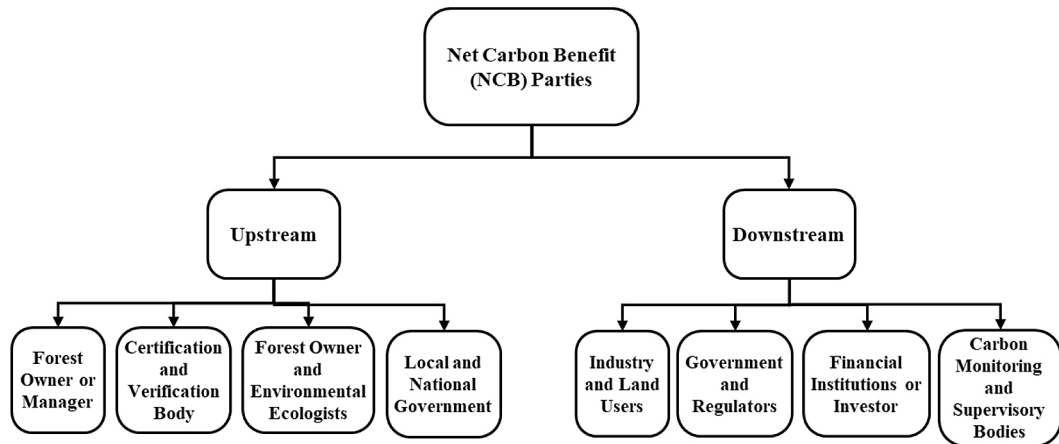 Net Carbon Benefit
(NCB) Parties
Upstream
Downstream
Forest
Owner or
Manager
Certification
and
Verification
Body
Forest Owner
and
Environmental
Ecologists
Local and
National
Government
Industry
and Land
Users
Government
and
Regulators
Financial
Institutions or
Investor
Carbon
Monitoring
and
Supervisory
Bodies